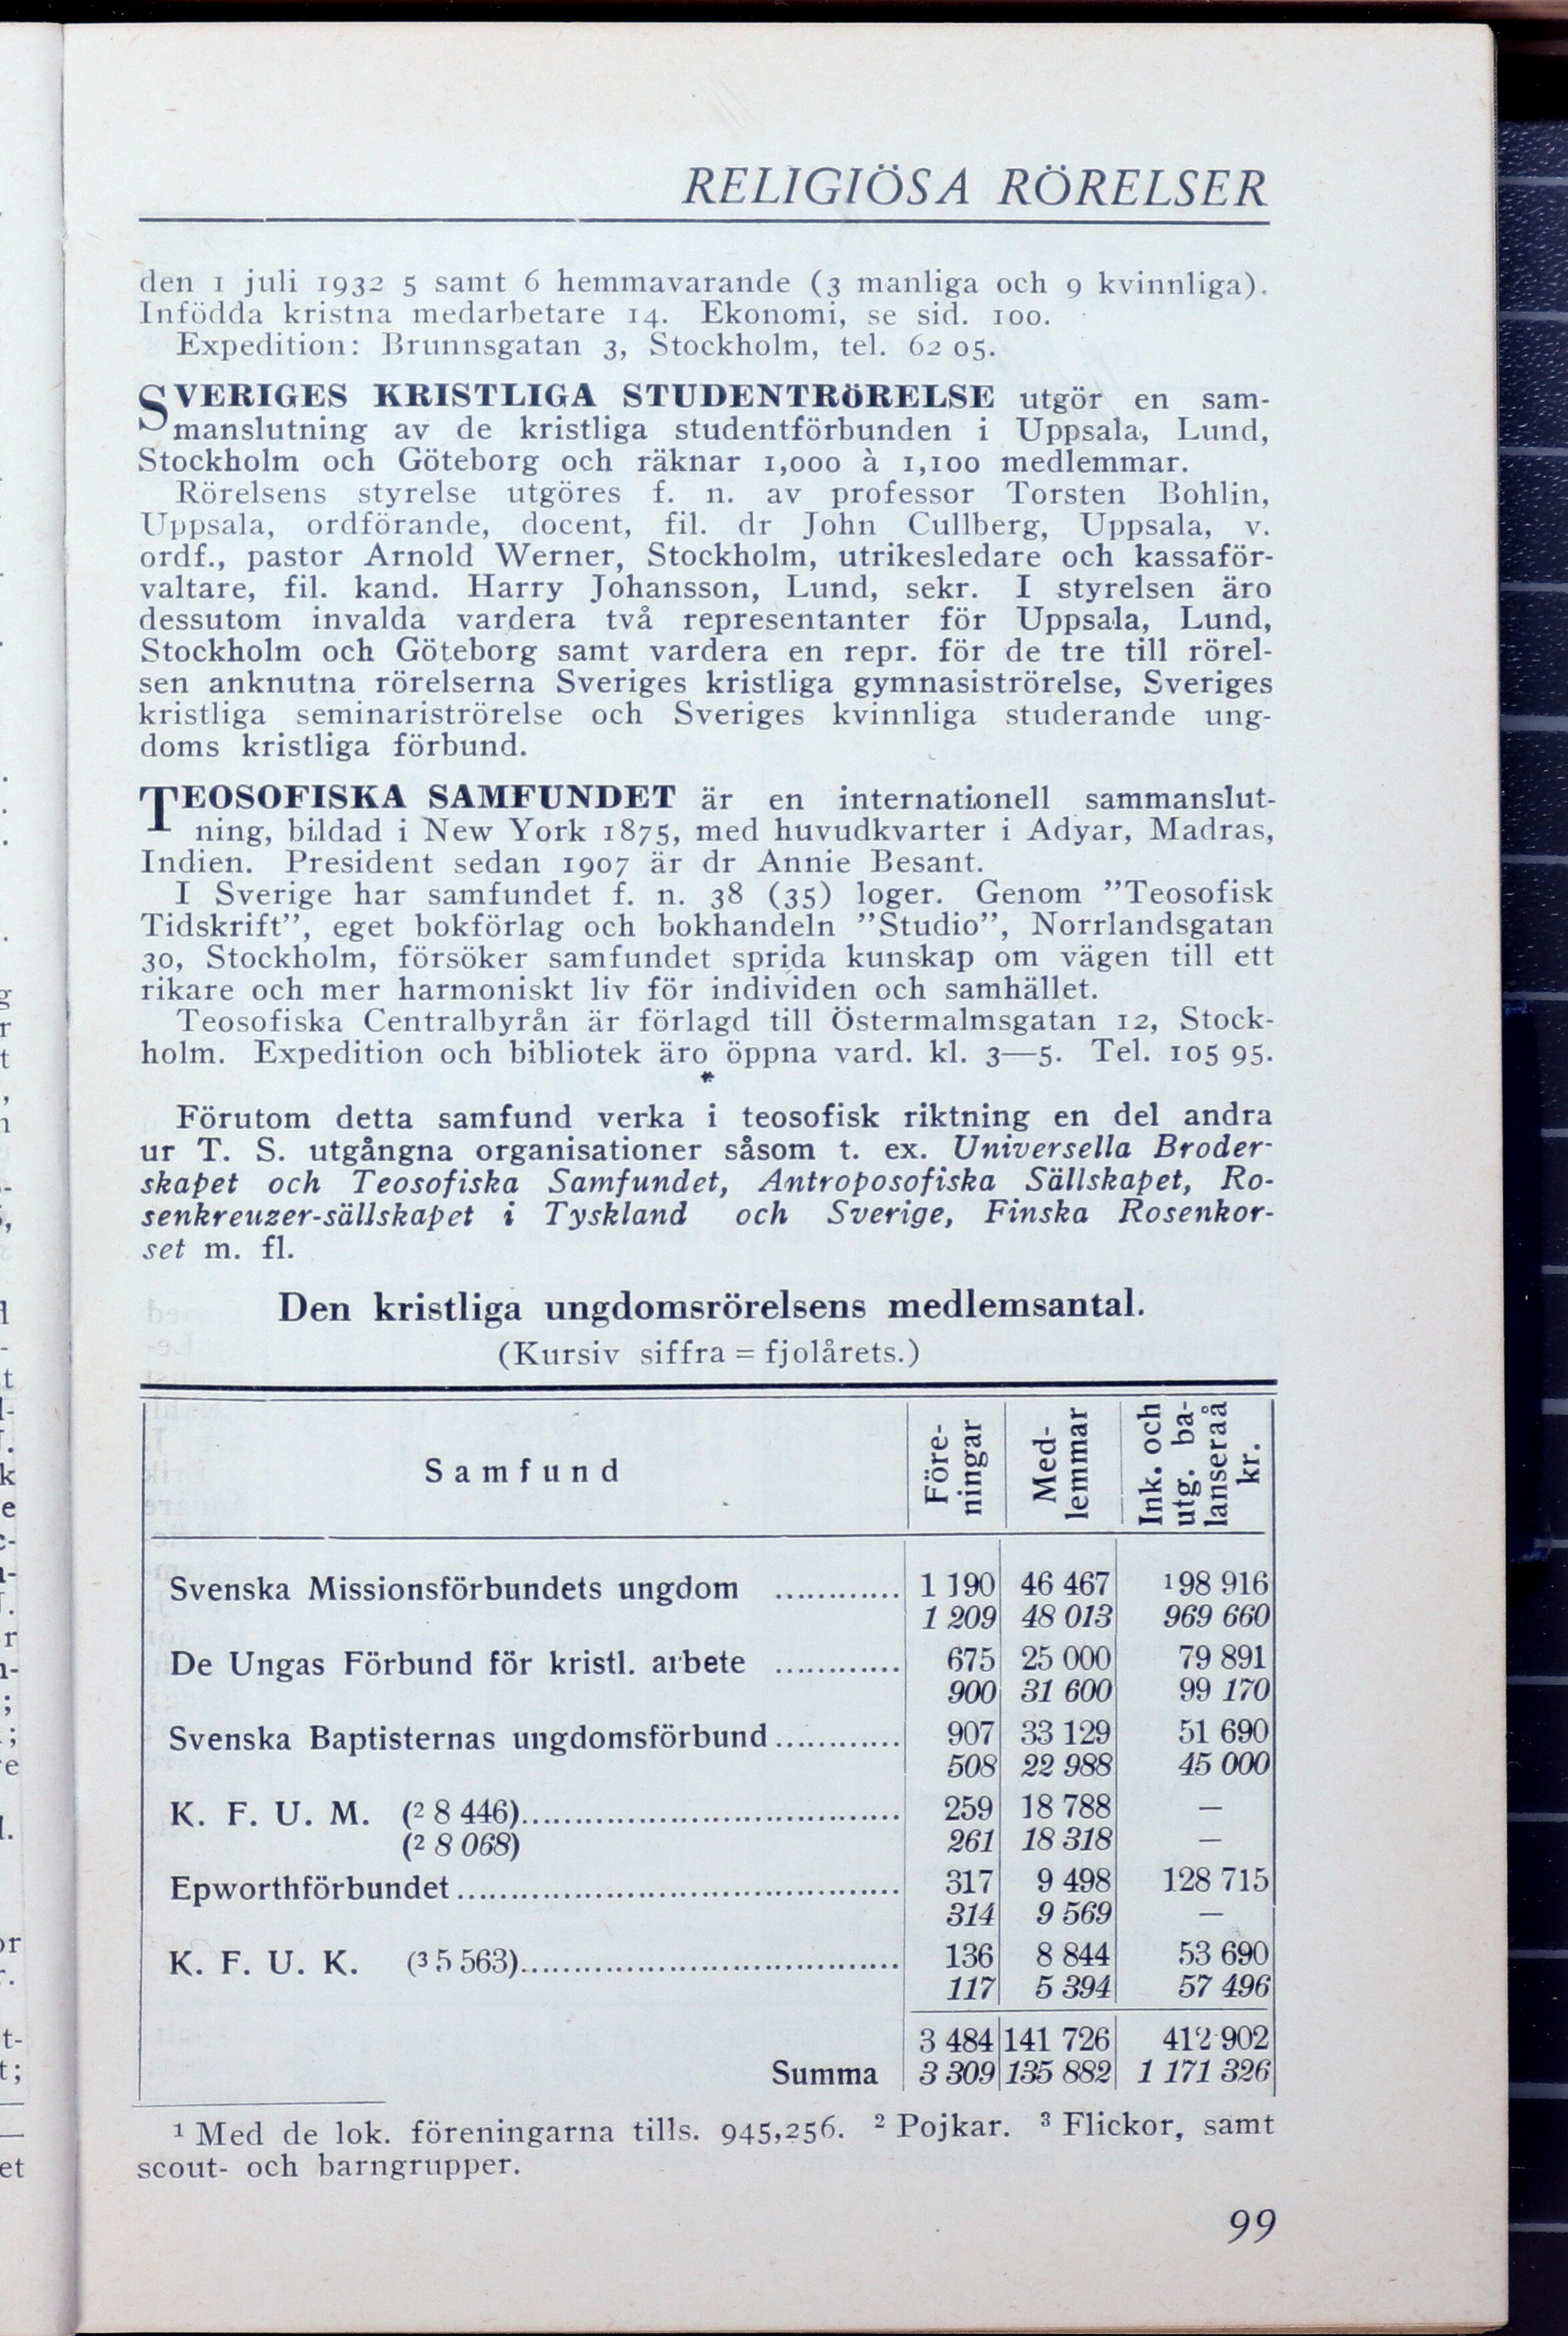 RELIGIÖSA RÖRELSER
den 1 juli 1932 5 samt 6 hemmavarande (3 manliga och 9 kvinnliga).
Infödda kristna medarbetare 14. Ekonomi, se sid. 100.
Expedition: Brunnsgatan 3, Stockholm, tel. 62 05.
SVERIGES KRISTLIGA STUDENTRÖRELSE utgör en sam-
manslutning av de kristliga studentförbunden i Uppsala, Lund,
Stockholm och Göteborg och räknar 1,000 à 1,100 medlemmar.
Rörelsens styrelse utgöres f. n. av professor Torsten Bohlin,
Uppsala, ordförande, docent, fil. dr John Cullberg, Uppsala, v.
ordf., pastor Arnold Werner, Stockholm, utrikesledare och kassaför-
valtare, fil. kand. Harry Johansson, Lund, sekr. I styrelsen äro
dessutom invalda vardera två representanter för Uppsala, Lund,
Stockholm och Göteborg samt vardera en repr. för de tre till rörel-
sen anknutna rörelserna Sveriges kristliga gymnasiströrelse, Sveriges
kristliga seminariströrelse och Sveriges kvinnliga studerande ung-
doms kristliga förbund.
TEOSOFISKA SAMFUNDET är en internationell sammanslut-
ning, bildad i New York 1875, med huvudkvarter i Adyar, Madras,
Indien. President sedan 1907 är dr Annie Besant.
I Sverige har samfundet f. n. 38 (35) loger. Genom ”Teosofisk
Tidskrift”, eget bokförlag och bokhandeln ”Studio”, Norrlandsgatan
30, Stockholm, försöker samfundet sprida kunskap om vägen till ett
rikare och mer harmoniskt liv för individen och samhället.
Teosofiska Centralbyrån är förlagd till Östermalmsgatan 12, Stock-
holm. Expedition och bibliotek äro öppna vard. kl. 3—5. Tel. 105 95.
*
Förutom detta samfund verka i teosofisk riktning en del andra
ur T. S. utgångna organisationer såsom t. ex. Universella Broder-
skapet och Teosofiska Samfundet, Antroposofiska Sällskapet, Ro-
senkreuzer-sällskapet i Tyskland och Sverige, Finska Rosenkor-
set m. fl.
Den kristliga ungdomsrörelsens medlemsantal.
(Kursiv siffra = fjolårets.)
Samfund Före- ningar Med- lemmar Ink. och utg. ba- lanserad å kr.
Svenska Missionsförbundets ungdom ............ 1 190 46 467 ¹98 916
1 209 48 013 969 660
De Ungas Förbund för kristl. arbete ............ 675 25 000 79 891
900 31 600 99 170
Svenska Baptisternas ungdomsförbund ............ 907 33 129 51 690
508 22 988 45 000
K. F. U. M. (² 8 446) .................................... 259 18 788 —
(² 8 068) 261 18 318 —
Epworthförbundet .......................................... 317 9 498 128 715
314 9 569 —
K. F. U. K. (³ 5 563) .................................... 136 8 844 53 690
117 5 394 57 496
3 484 141 726 412 902
Summa 3 309 135 882 1 171 326
¹ Med de lok. föreningarna tills. 945,256. ² Pojkar. ³ Flickor, samt
scout- och barngrupper.
99